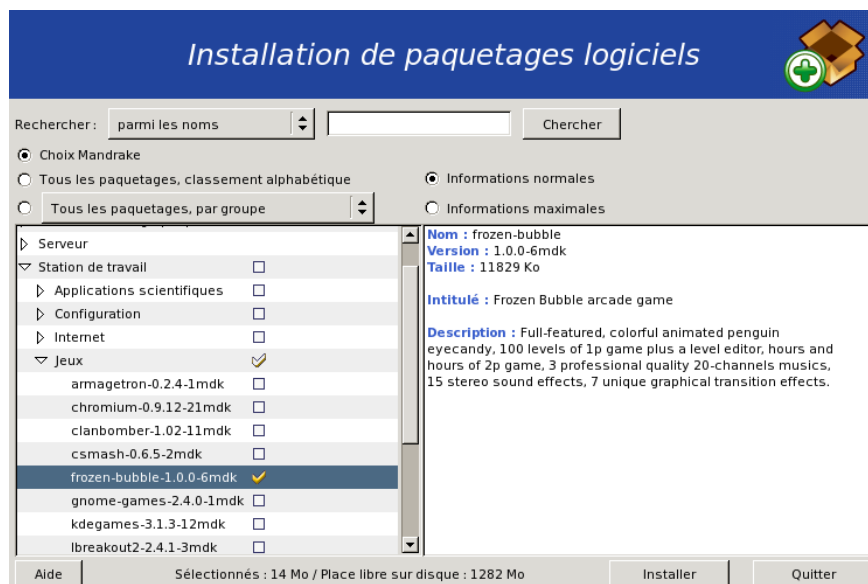 Installation de paquetages logiciels
Rechercher : parmi les noms Chercher
Choix Mandrake
Tous les paquetages, classement alphabétique
Tous les paquetages, par groupe
Informations normales
Informations maximales
Serveur
Station de travail
Applications scientifiques
Configuration
Internet
Jeux
armagetron-0.2.4-1mdk
chromium-0.9.12-21mdk
clanbomber-1.02-11mdk
csmash-0.6.5-2mdk
frozen-bubble-1.0.0-6mdk
gnome-games-2.4.0-1mdk
kdegames-3.1.3-12mdk
lbreakout2-2.4.1-3mdk
Nom : frozen-bubble
Version : 1.0.0-6mdk
Taille : 11829 Ko
Intitulé : Frozen Bubble arcade game
Description : Full-featured, colorful animated penguin
eyecandy, 100 levels of 1p game plus a level editor, hours and
hours of 2p game, 3 professional quality 20-channels musics,
15 stereo sound effects, 7 unique graphical transition effects.
Aide Sélectionnés : 14 Mo / Place libre sur disque : 1282 Mo Installer Quitter